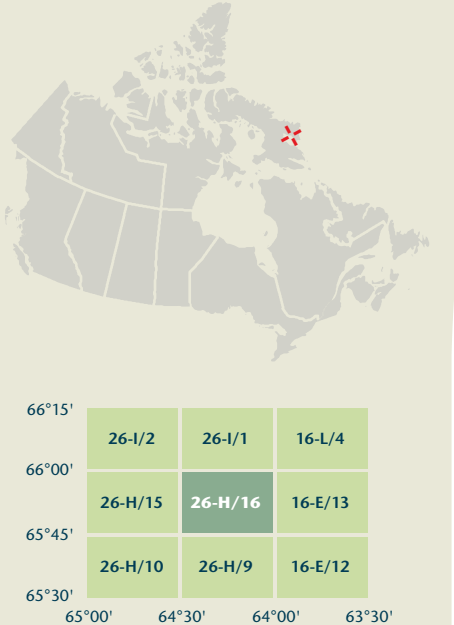 66°15'
26-I/2 26-I/1 16-L/4
66°00'
26-H/15 26-H/16 16-E/13
65°45'
26-H/10 26-H/9 16-E/12
65°30'
65°00' 64°30' 64°00' 63°30'